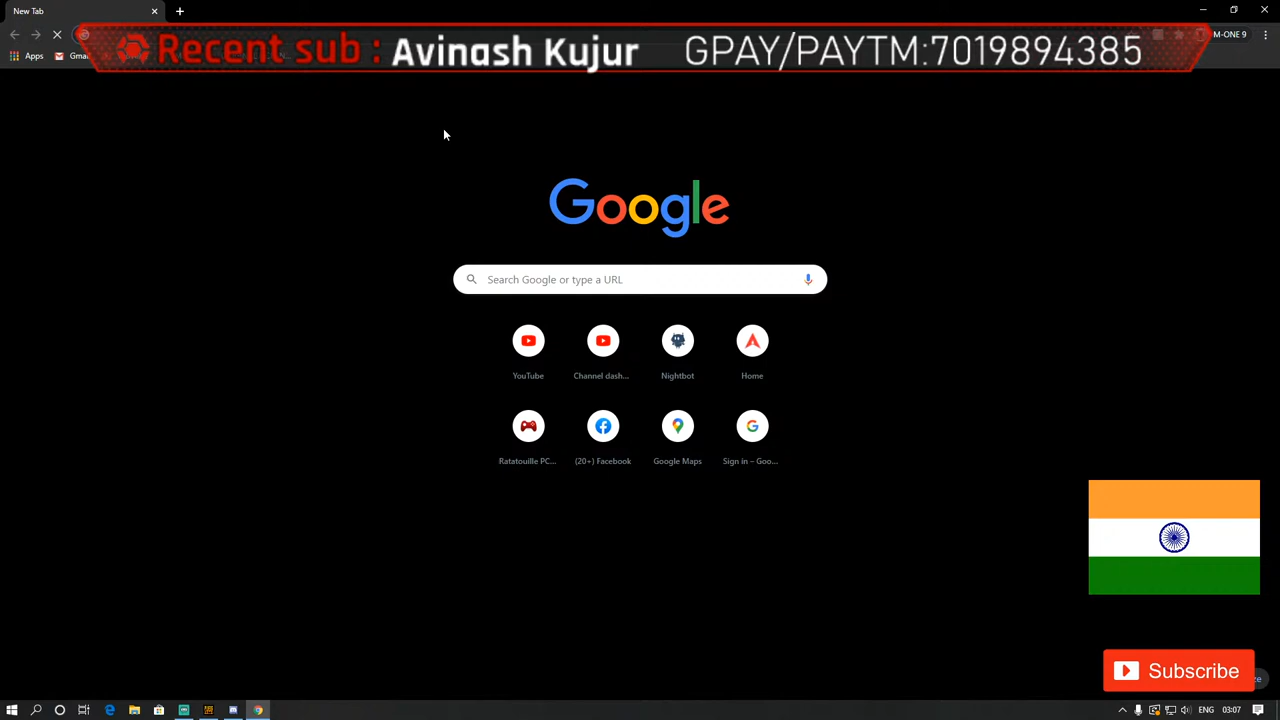 New Tab
Recent sub : Avinash Kujur GPAY/PAYTM:7019894385
M-ONE 9
Apps Gmai
Google
Search Google or type a URL
YouTube Channel dash... Nightbot Home
Ratatouille PC... (20+) Facebook Google Maps Sign in – Goo...
Subscribe
ENG 03:07